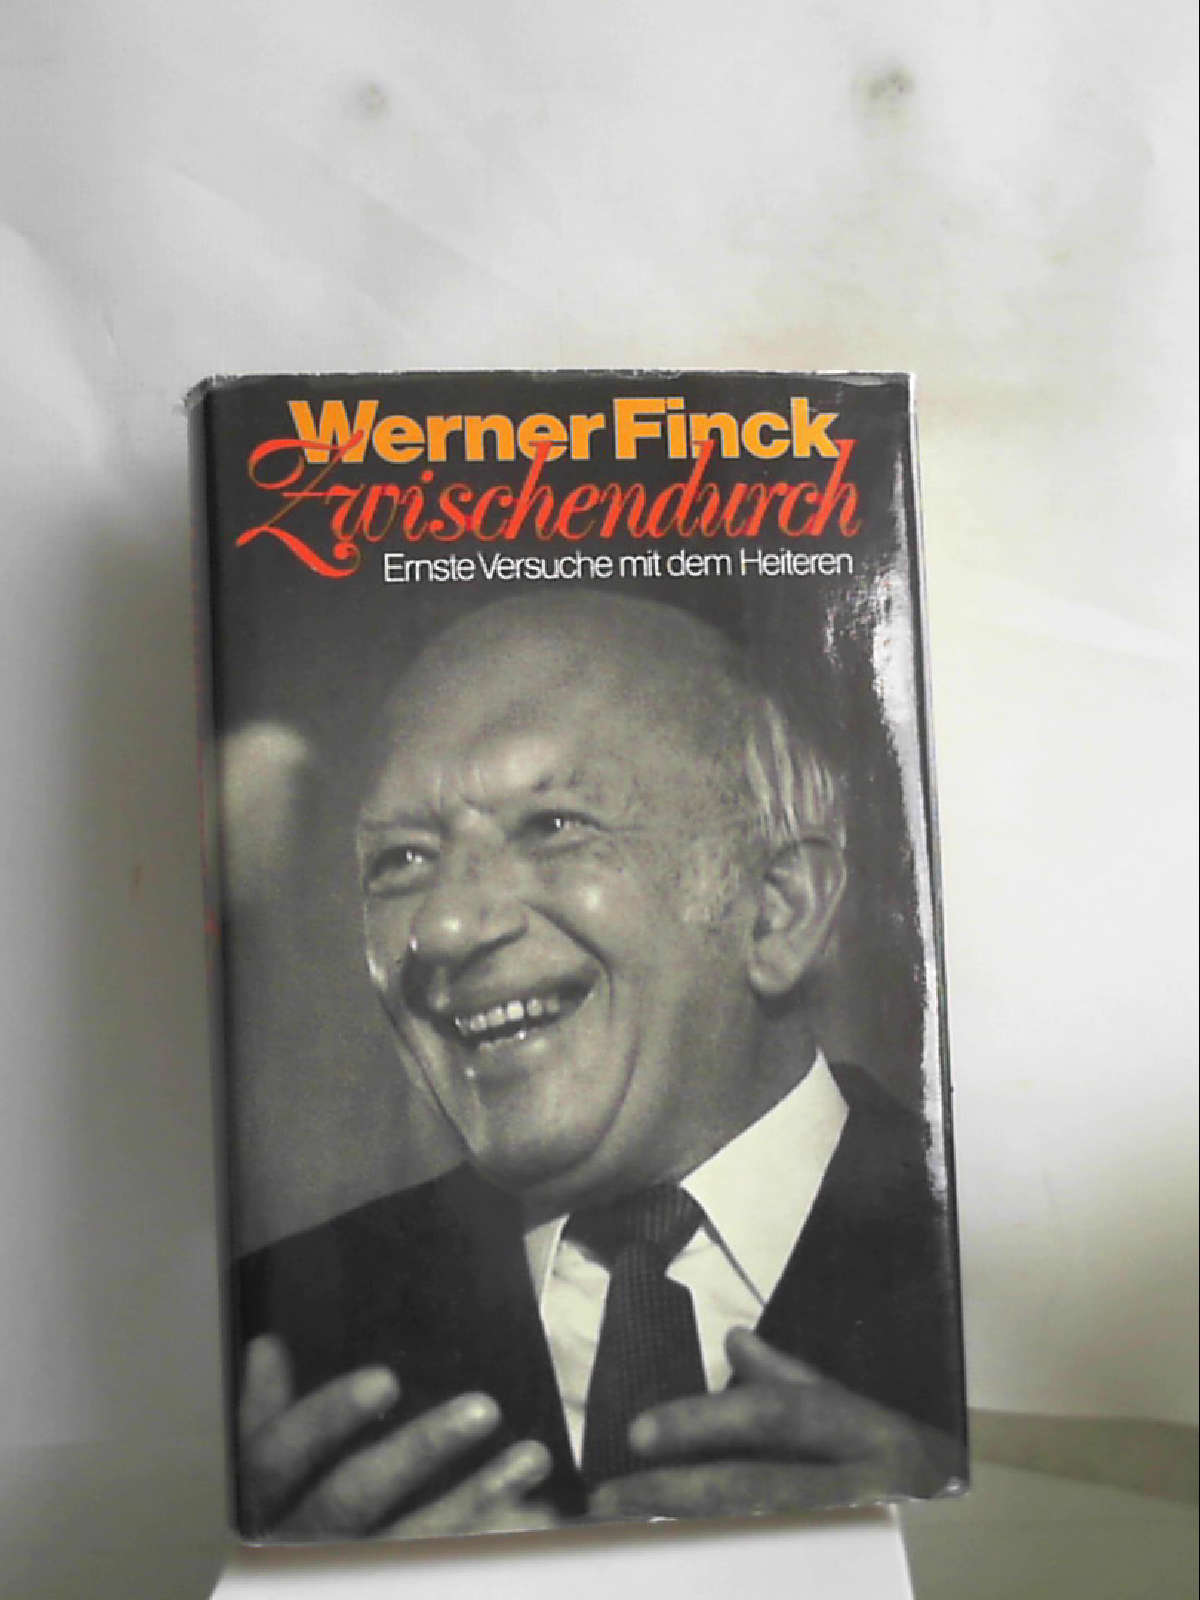 Werner Finck
Zwischendurch
Ernste Versuche mit dem Heiteren